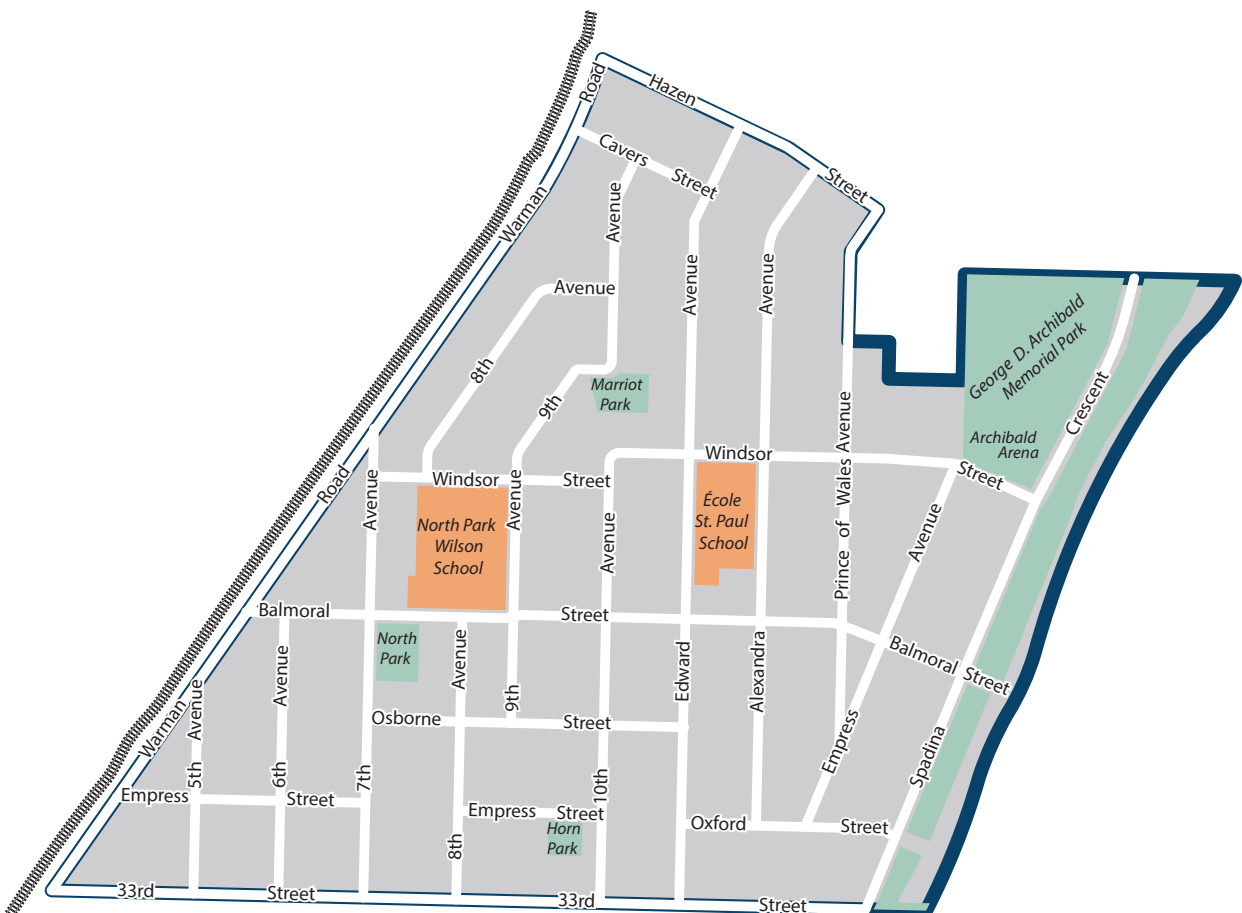 Road
Hazen
Street
Cavers
Street
Warman
Avenue
Avenue
Avenue
Avenue
8th
9th
Marriot
Park
George D. Archibald
Memorial Park
Archibald
Arena
Crescent
Prince of Wales Avenue
Windsor
Street
Windsor
Street
Road
Avenue
Avenue
Avenue
Avenue
North Park
Wilson
School
École
St. Paul
School
Balmoral
Street
Balmoral Street
North
Park
Avenue
Avenue
Avenue
9th
Edward
Alexandra
Osborne
Street
Warman
5th
6th
7th
Empress
Spadina
Empress
Street
Empress
Street
10th
Horn
Park
8th
Oxford
Street
33rd
Street
33rd
Street